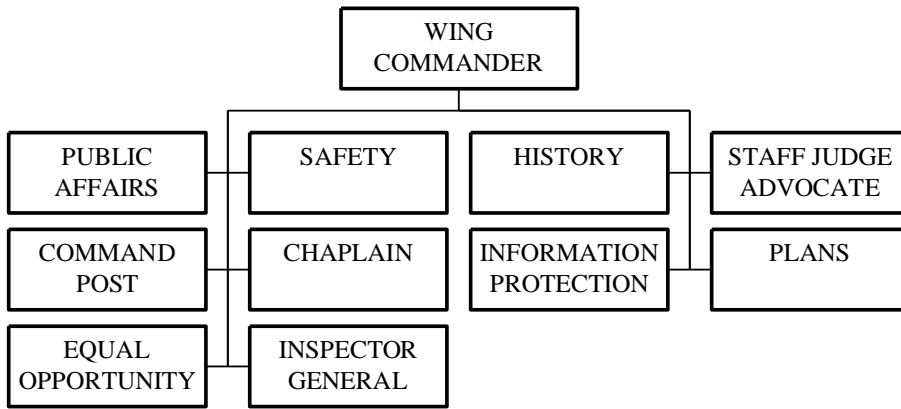 WING
COMMANDER
PUBLIC
AFFAIRS
SAFETY
HISTORY
STAFF JUDGE
ADVOCATE
COMMAND
POST
CHAPLAIN
INFORMATION
PROTECTION
PLANS
EQUAL
OPPORTUNITY
INSPECTOR
GENERAL